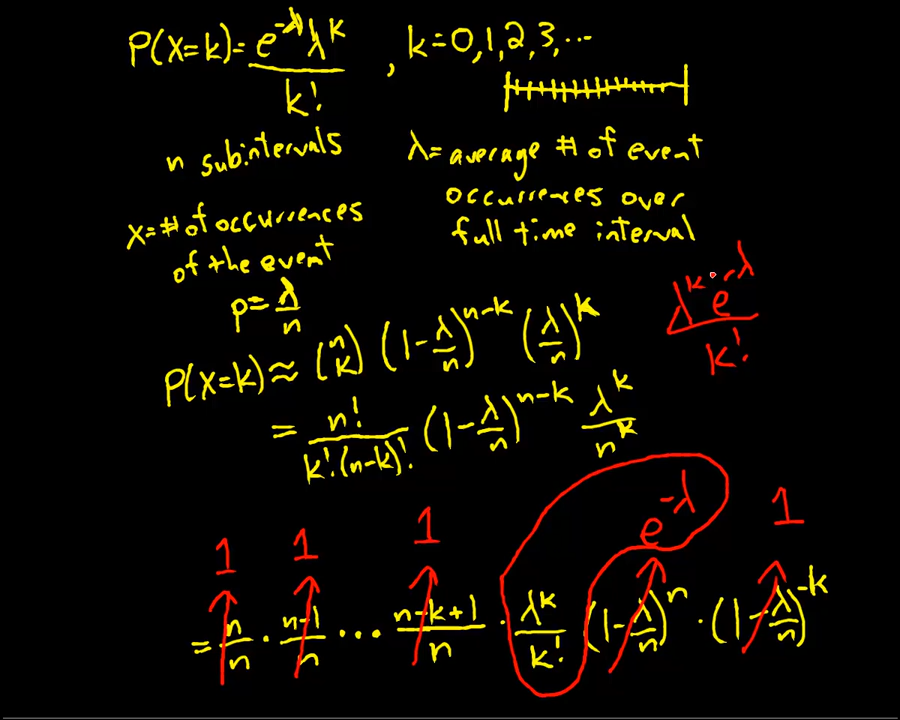 P(X=k) = e^{-λ}λ^k / k! , k=0,1,2,3,...
n subintervals
λ = average # of event
occurrences over
full time interval
X = # of occurrences
of the event
p = λ/n
λ^k e^{-λ} / k!
P(X=k) ≈ (n k) (1-λ/n)^{n-k} (λ/n)^k
= n! / k!·(n-k)! (1-λ/n)^{n-k} λ^k / n^k
1 1 1 e^{-λ} 1
= n/n · n-1/n ... n-k+1/n · λ^k/k! (1-λ/n)^n · (1-λ/n)^{-k}